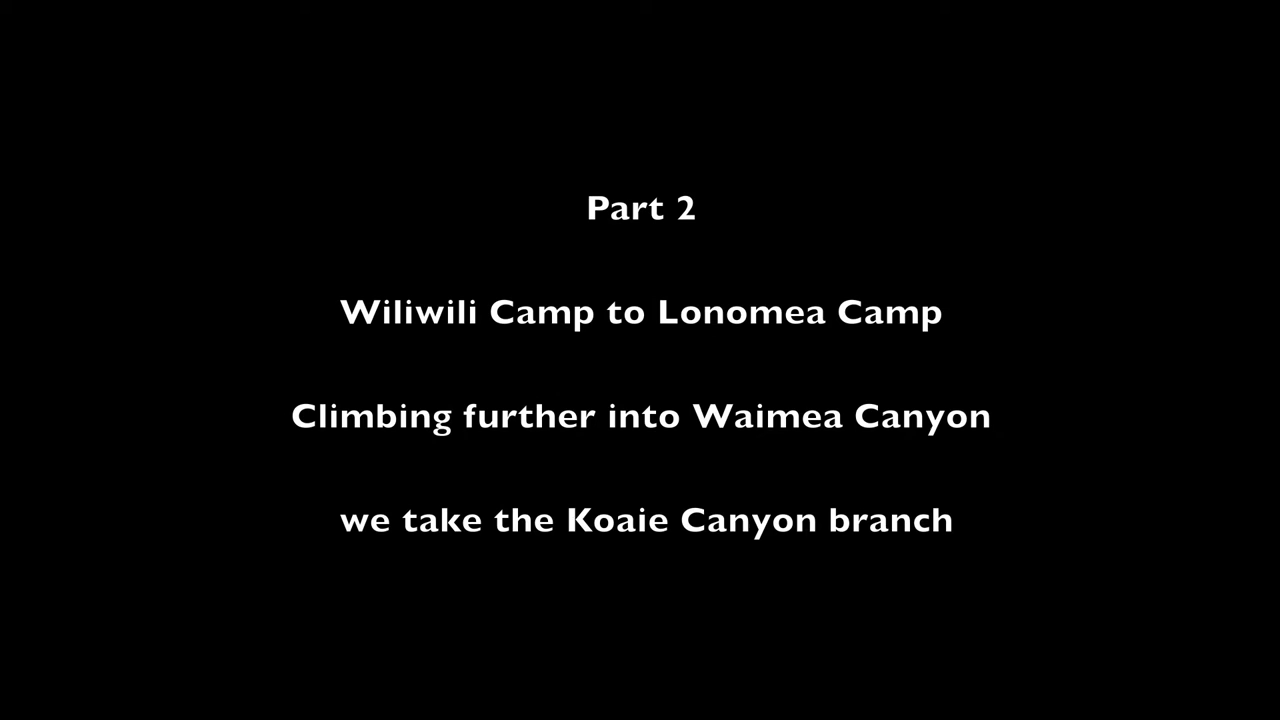 Part 2
Wiliwili Camp to Lonomea Camp
Climbing further into Waimea Canyon
we take the Koaie Canyon branch